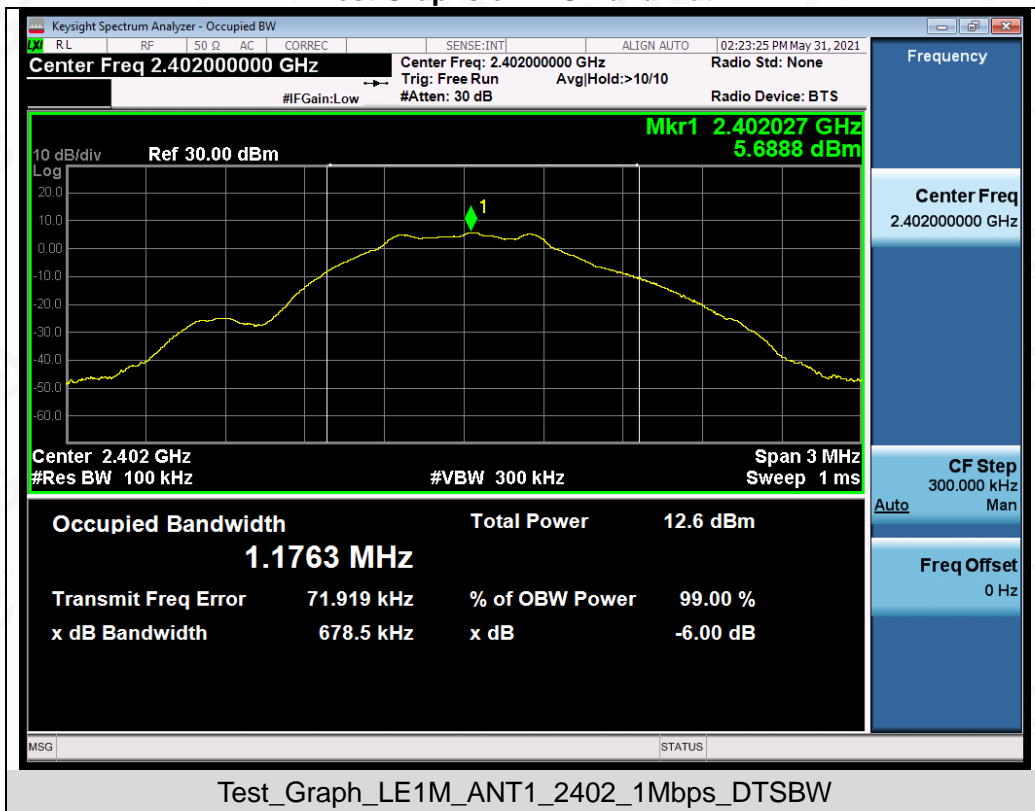 Keysight Spectrum Analyzer - Occupied BW
LXI RL RF 50 Ω AC CORREC SENSE:INT ALIGN AUTO 02:23:25 PM May 31, 2021
Center Freq 2.402000000 GHz
Center Freq: 2.402000000 GHz Radio Std: None
Trig: Free Run Avg|Hold:>10/10
#IFGain:Low #Atten: 30 dB Radio Device: BTS
Mkr1 2.402027 GHz
5.6888 dBm
10 dB/div Ref 30.00 dBm
Log
20.0
10.0
0.00
-10.0
-20.0
-30.0
-40.0
-50.0
-60.0
1
Center 2.402 GHz Span 3 MHz
#Res BW 100 kHz #VBW 300 kHz Sweep 1 ms
Occupied Bandwidth Total Power 12.6 dBm
1.1763 MHz
Transmit Freq Error 71.919 kHz % of OBW Power 99.00 %
x dB Bandwidth 678.5 kHz x dB -6.00 dB
Frequency
Center Freq
2.402000000 GHz
CF Step
300.000 kHz
Auto Man
Freq Offset
0 Hz
MSG STATUS
Test_Graph_LE1M_ANT1_2402_1Mbps_DTSBW